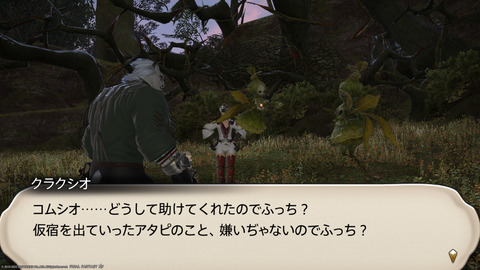 クラクシオ
コムシオ……どうして助けてくれたのでふっち？
仮宿を出ていったアタピのこと、嫌いぢゃないのでふっち？